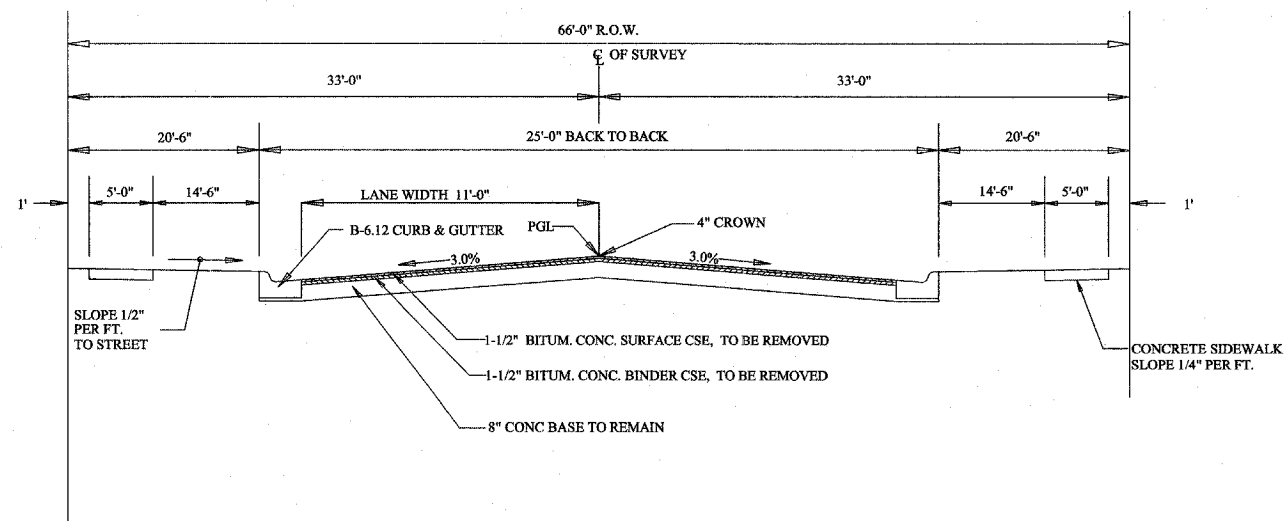 66'-0" R.O.W.
℄ OF SURVEY
33'-0"
33'-0"
20'-6"
25'-0" BACK TO BACK
20'-6"
1'
5'-0"
14'-6"
LANE WIDTH 11'-0"
14'-6"
5'-0"
1'
B-6.12 CURB & GUTTER
PGL
4" CROWN
3.0%
3.0%
SLOPE 1/2"
PER FT.
TO STREET
1-1/2" BITUM. CONC. SURFACE CSE, TO BE REMOVED
1-1/2" BITUM. CONC. BINDER CSE, TO BE REMOVED
8" CONC BASE TO REMAIN
CONCRETE SIDEWALK
SLOPE 1/4" PER FT.